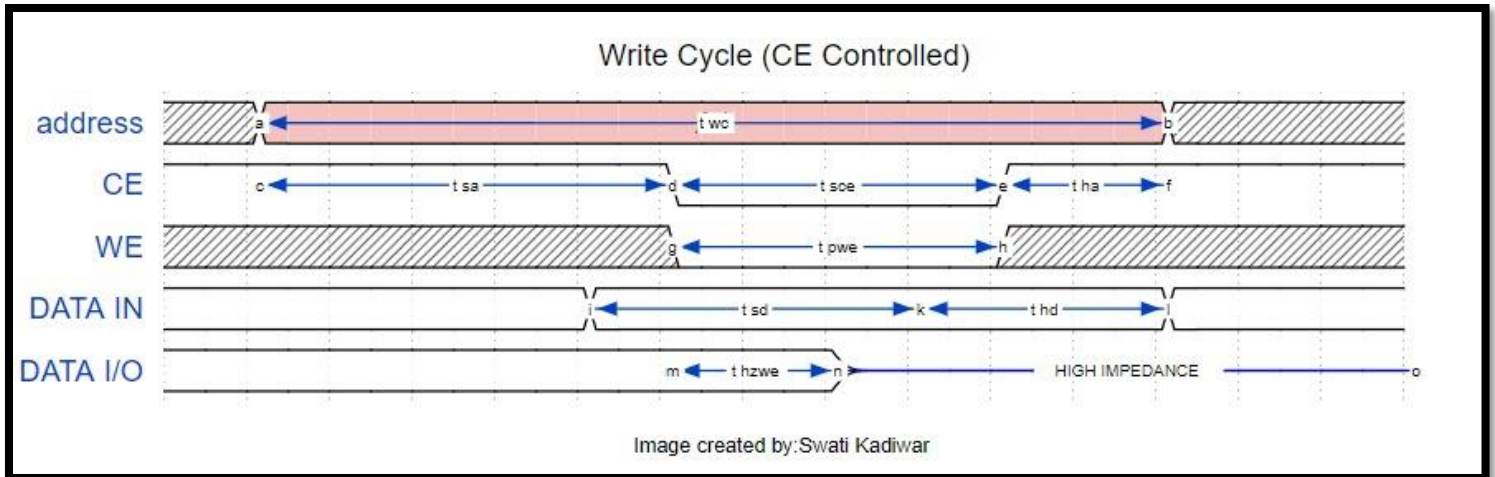 Write Cycle (CE Controlled)
address a t wc b
CE c t sa d t sce e t ha f
WE g t pwe h
DATA IN i t sd k t hd l
DATA I/O m t hzwe n HIGH IMPEDANCE o
Image created by:Swati Kadiwar